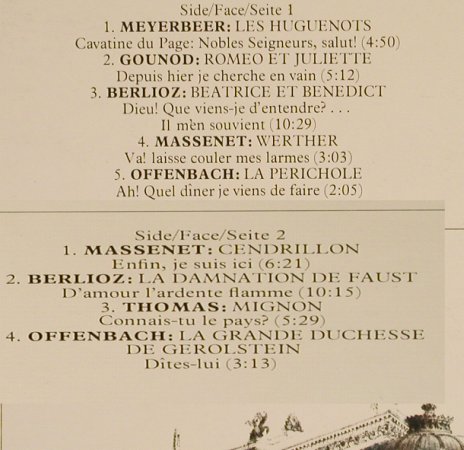 Side/Face/Seite 1
1. MEYERBEER: LES HUGUENOTS
Cavatine du Page: Nobles Seigneurs, salut! (4:50)
2. GOUNOD: ROMEO ET JULIETTE
Depuis hier je cherche en vain (5:12)
3. BERLIOZ: BEATRICE ET BENEDICT
Dieu! Que viens-je d'entendre? . . .
Il m'en souvient (10:29)
4. MASSENET: WERTHER
Va! laisse couler mes larmes (3:03)
5. OFFENBACH: LA PERICHOLE
Ah! Quel dîner je viens de faire (2:05)
Side/Face/Seite 2
1. MASSENET: CENDRILLON
Enfin, je suis ici (6:21)
2. BERLIOZ: LA DAMNATION DE FAUST
D'amour l'ardente flamme (10:15)
3. THOMAS: MIGNON
Connais-tu le pays? (5:29)
4. OFFENBACH: LA GRANDE DUCHESSE
DE GEROLSTEIN
Dîtes-lui (3:13)